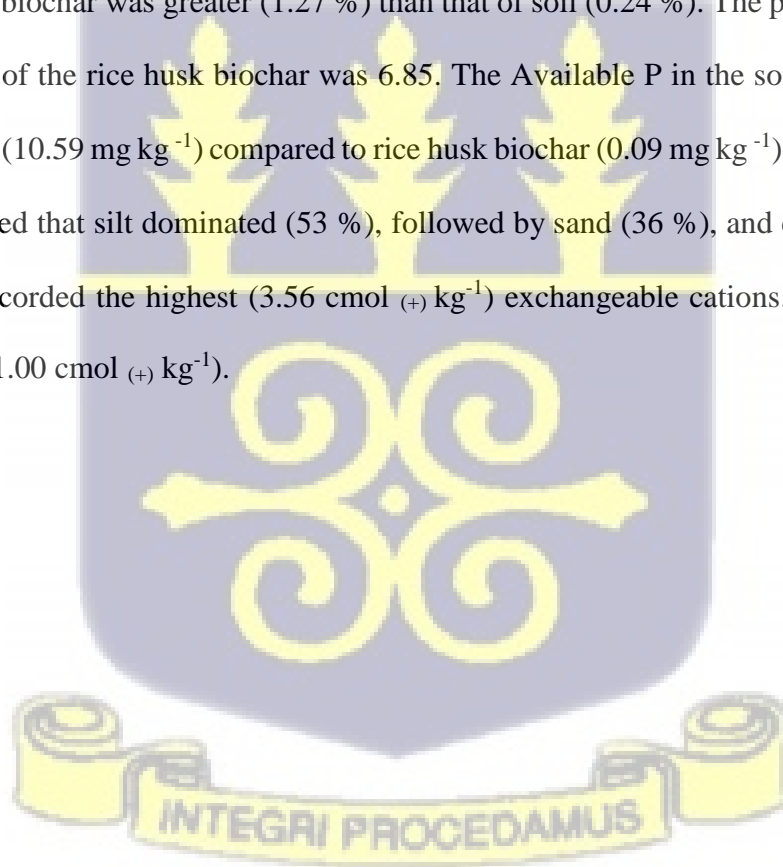 biochar was greater (1.27 %) than that of soil (0.24 %). The p
of the rice husk biochar was 6.85. The Available P in the so
(10.59 mg kg -1) compared to rice husk biochar (0.09 mg kg -1)
ed that silt dominated (53 %), followed by sand (36 %), and
corded the highest (3.56 cmol (+) kg-1) exchangeable cations
1.00 cmol (+) kg-1).
INTEGRI PROCEDAMUS